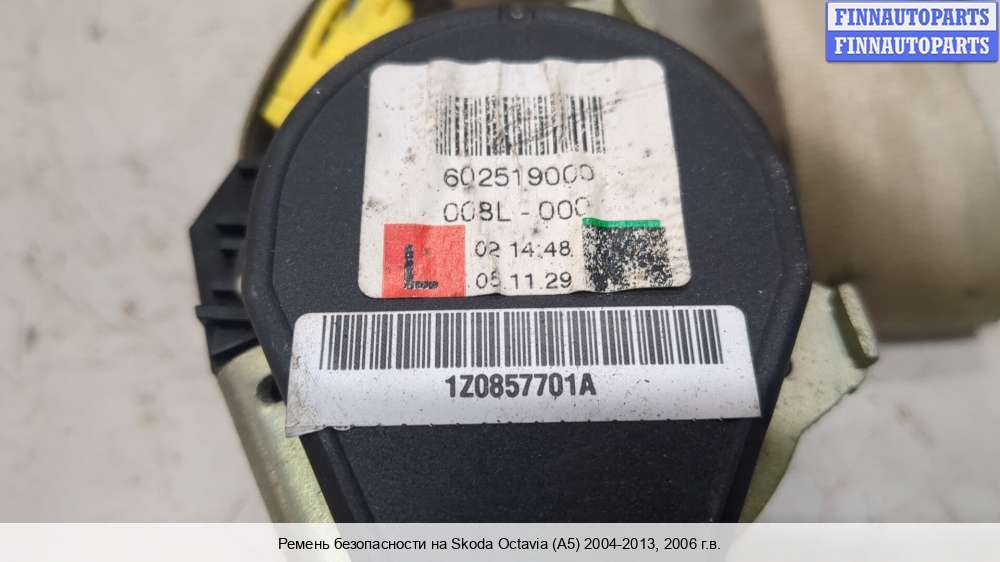 FINNAUTOPARTS
FINNAUTOPARTS
602519000
008L-000
L
02 14:48
05.11.29
1Z0857701A
Ремень безопасности на Skoda Octavia (A5) 2004-2013, 2006 г.в.